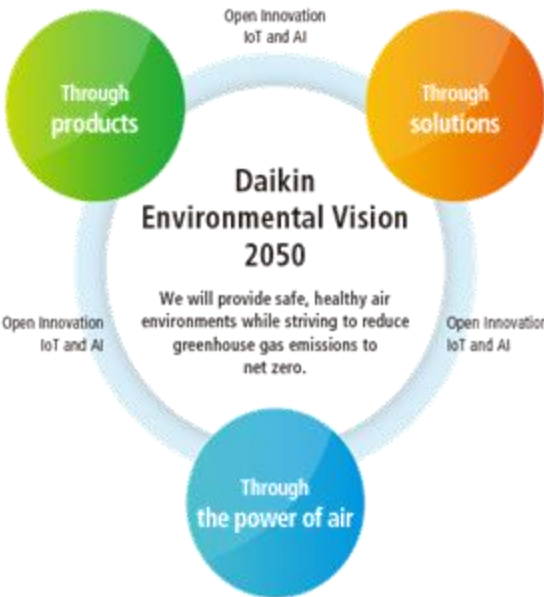 Open Innovation
IoT and AI
Through
products
Through
solutions
Daikin
Environmental Vision
2050
We will provide safe, healthy air
environments while striving to reduce
greenhouse gas emissions to
net zero.
Open Innovation
IoT and AI
Open Innovation
IoT and AI
Through
the power of air